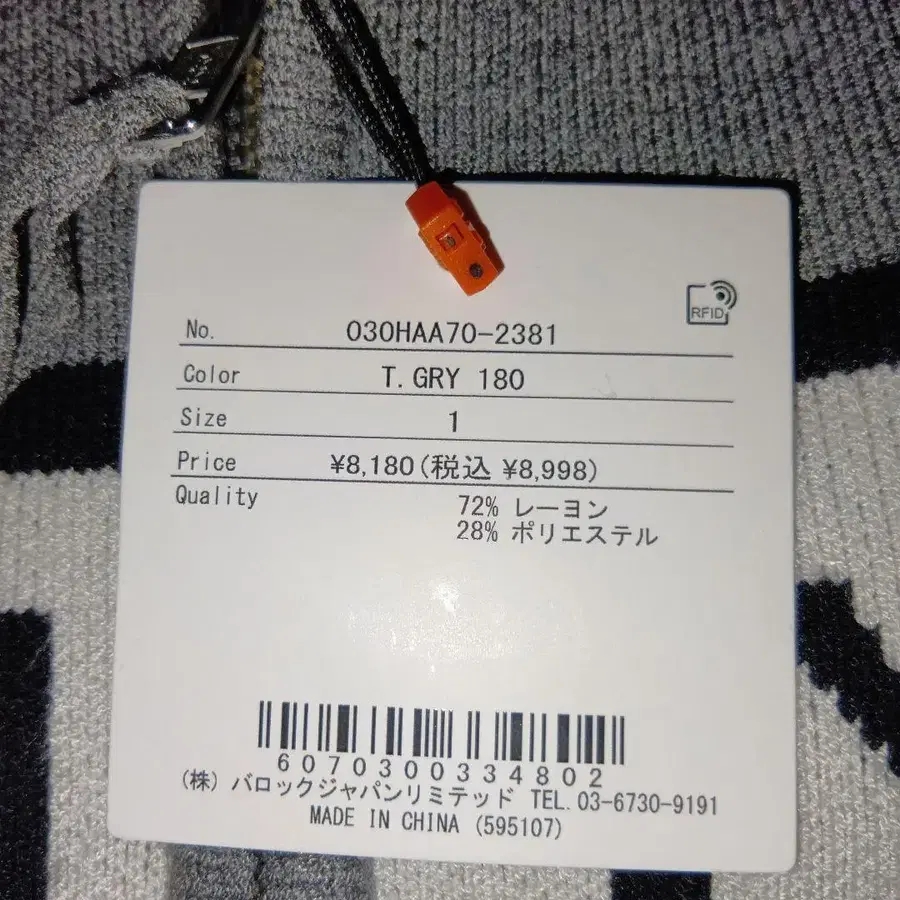 RFID
No. 030HAA70-2381
Color T. GRY 180
Size 1
Price ¥8,180(税込 ¥8,998)
Quality 72% レーヨン
28% ポリエステル
6070300334802
(株) バロックジャパンリミテッド TEL. 03-6730-9191
MADE IN CHINA (595107)